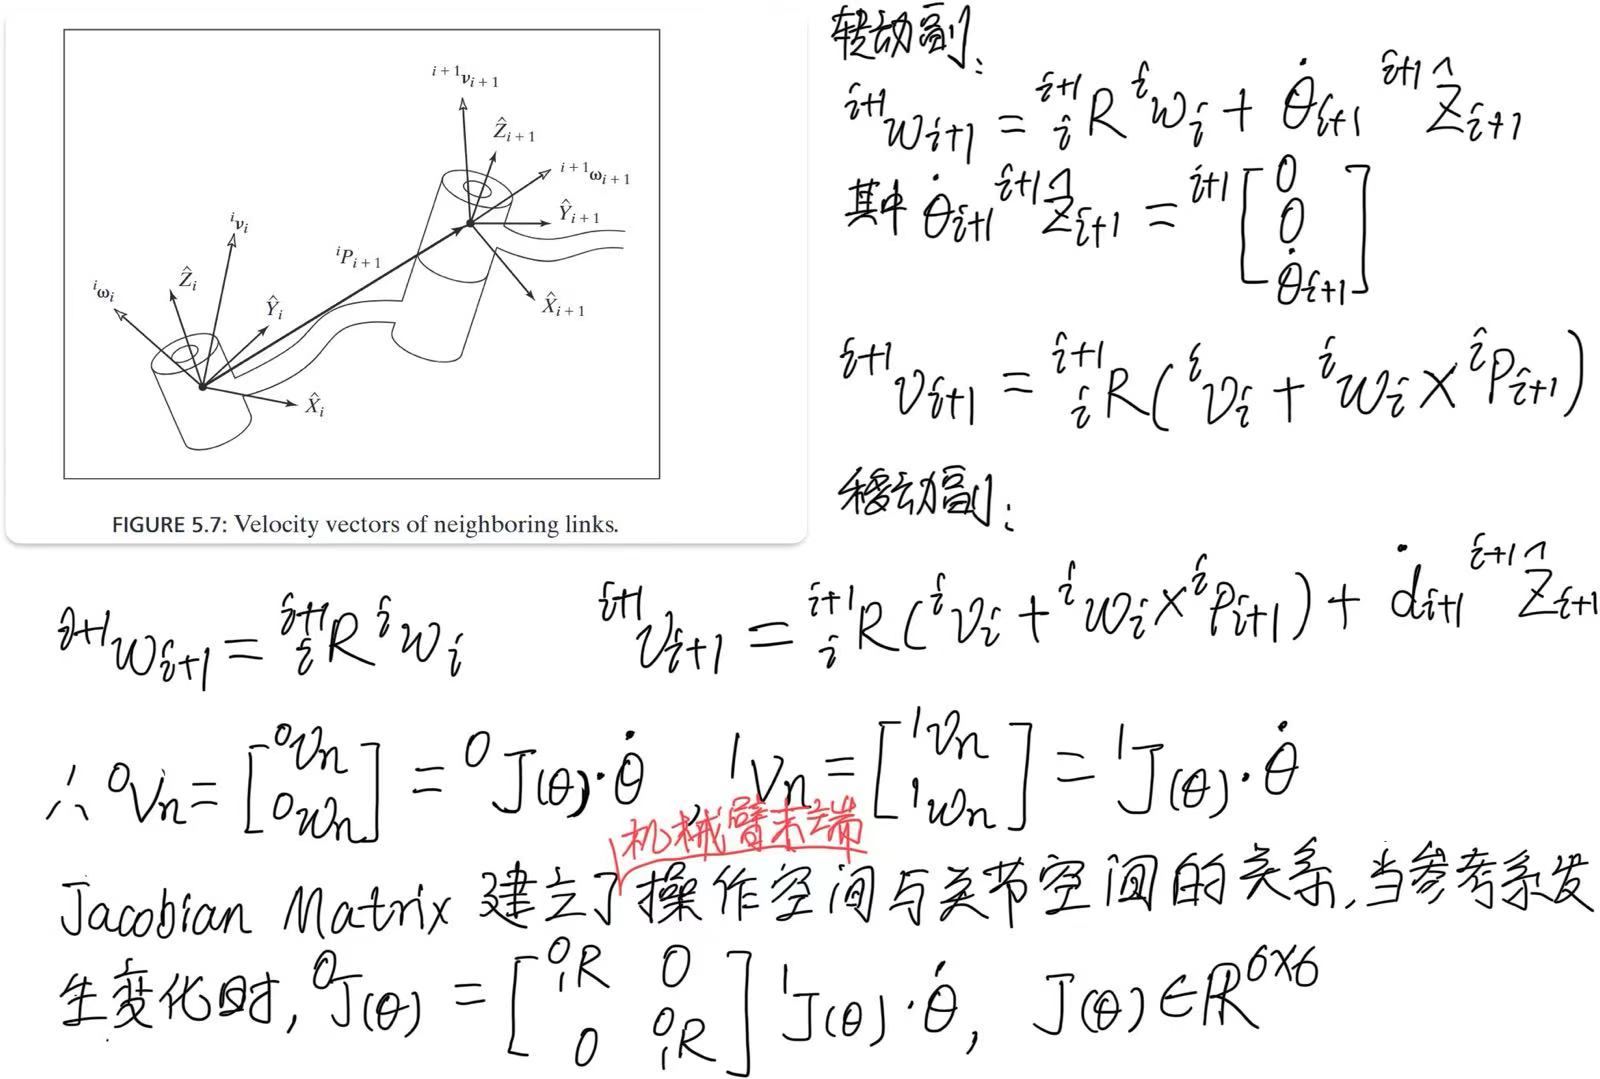 ${}^{i+1}v_{i+1}$
$\hat{Z}_{i+1}$
${}^{i+1}\omega_{i+1}$
$\hat{Y}_{i+1}$
${}^{i}v_{i}$
${}^{i}P_{i+1}$
$\hat{Z}_{i}$
${}^{i}\omega_{i}$
$\hat{Y}_{i}$
$\hat{X}_{i+1}$
$\hat{X}_{i}$
FIGURE 5.7: Velocity vectors of neighboring links.
转动副:
${}^{i+1}w_{i+1} = {}^{i+1}_{i}R\,{}^{i}w_{i} + \dot{\theta}_{i+1}\,{}^{i+1}\hat{Z}_{i+1}$
其中 $\dot{\theta}_{i+1}\,{}^{i+1}\hat{Z}_{i+1} = {}^{i+1}\begin{bmatrix} 0 \\ 0 \\ \dot{\theta}_{i+1} \end{bmatrix}$
${}^{i+1}v_{i+1} = {}^{i+1}_{i}R({}^{i}v_{i} + {}^{i}w_{i} \times {}^{i}P_{i+1})$
移动副:
${}^{i+1}w_{i+1} = {}^{i+1}_{i}R\,{}^{i}w_{i}$ ${}^{i+1}v_{i+1} = {}^{i+1}_{i}R({}^{i}v_{i} + {}^{i}w_{i} \times {}^{i}P_{i+1}) + \dot{d}_{i+1}\,{}^{i+1}\hat{Z}_{i+1}$
∴ ${}^{0}V_{n} = \begin{bmatrix} {}^{0}v_{n} \\ {}^{0}w_{n} \end{bmatrix} = {}^{0}J(\theta)\cdot\dot{\theta}$, ${}^{1}V_{n} = \begin{bmatrix} {}^{1}v_{n} \\ {}^{1}w_{n} \end{bmatrix} = {}^{1}J(\theta)\cdot\dot{\theta}$
机械臂末端
Jacobian Matrix 建立了操作空间与关节空间的关系,当参考系发
生变化时, ${}^{0}J(\theta) = \begin{bmatrix} {}^{0}_{1}R & 0 \\ 0 & {}^{0}_{1}R \end{bmatrix} {}^{1}J(\theta)\cdot\dot{\theta}$, $J(\theta) \in \mathbb{R}^{6\times6}$